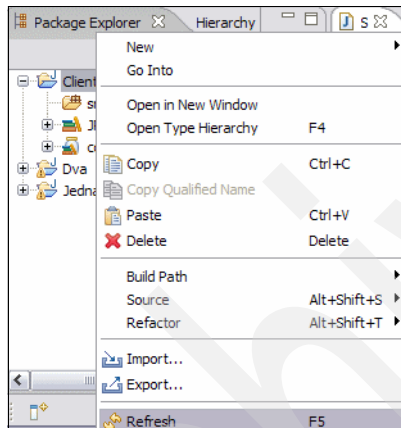 Package Explorer Hierarchy S
New
Go Into
Client
Open in New Window
Open Type Hierarchy F4
Copy Ctrl+C
Dva
Copy Qualified Name
Jedna
Paste Ctrl+V
Delete Delete
Build Path
Source Alt+Shift+S
Refactor Alt+Shift+T
Import...
Export...
Refresh F5